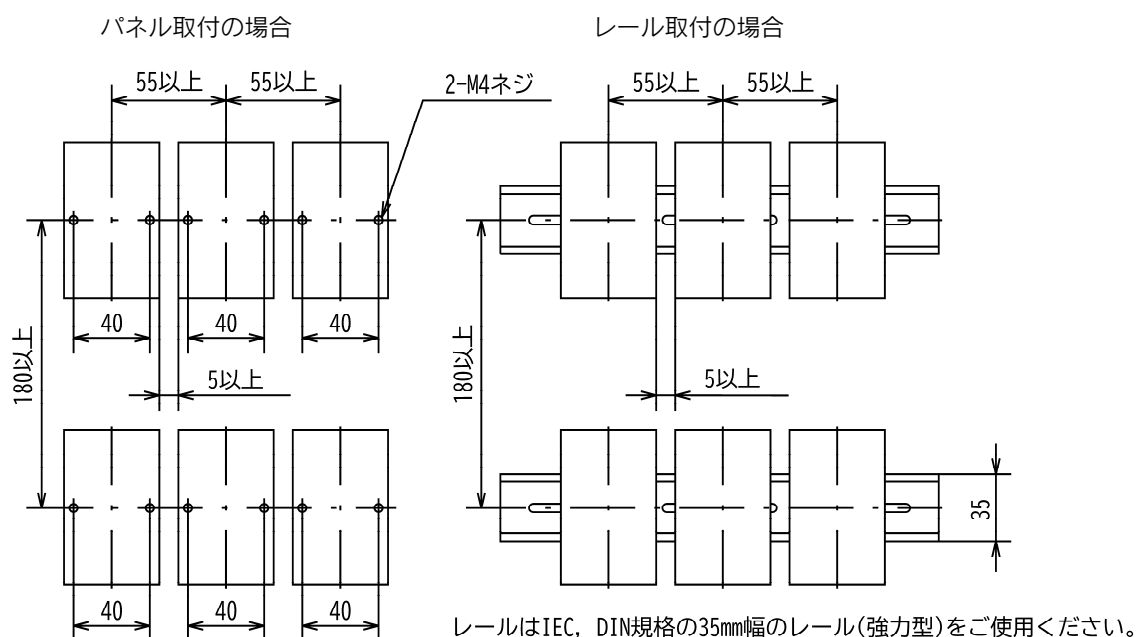 パネル取付の場合
55以上
55以上
2-M4ネジ
40
40
40
180以上
5以上
40
40
40
レール取付の場合
55以上
55以上
180以上
5以上
35
レールはIEC, DIN規格の35mm幅のレール(強力型)をご使用ください。